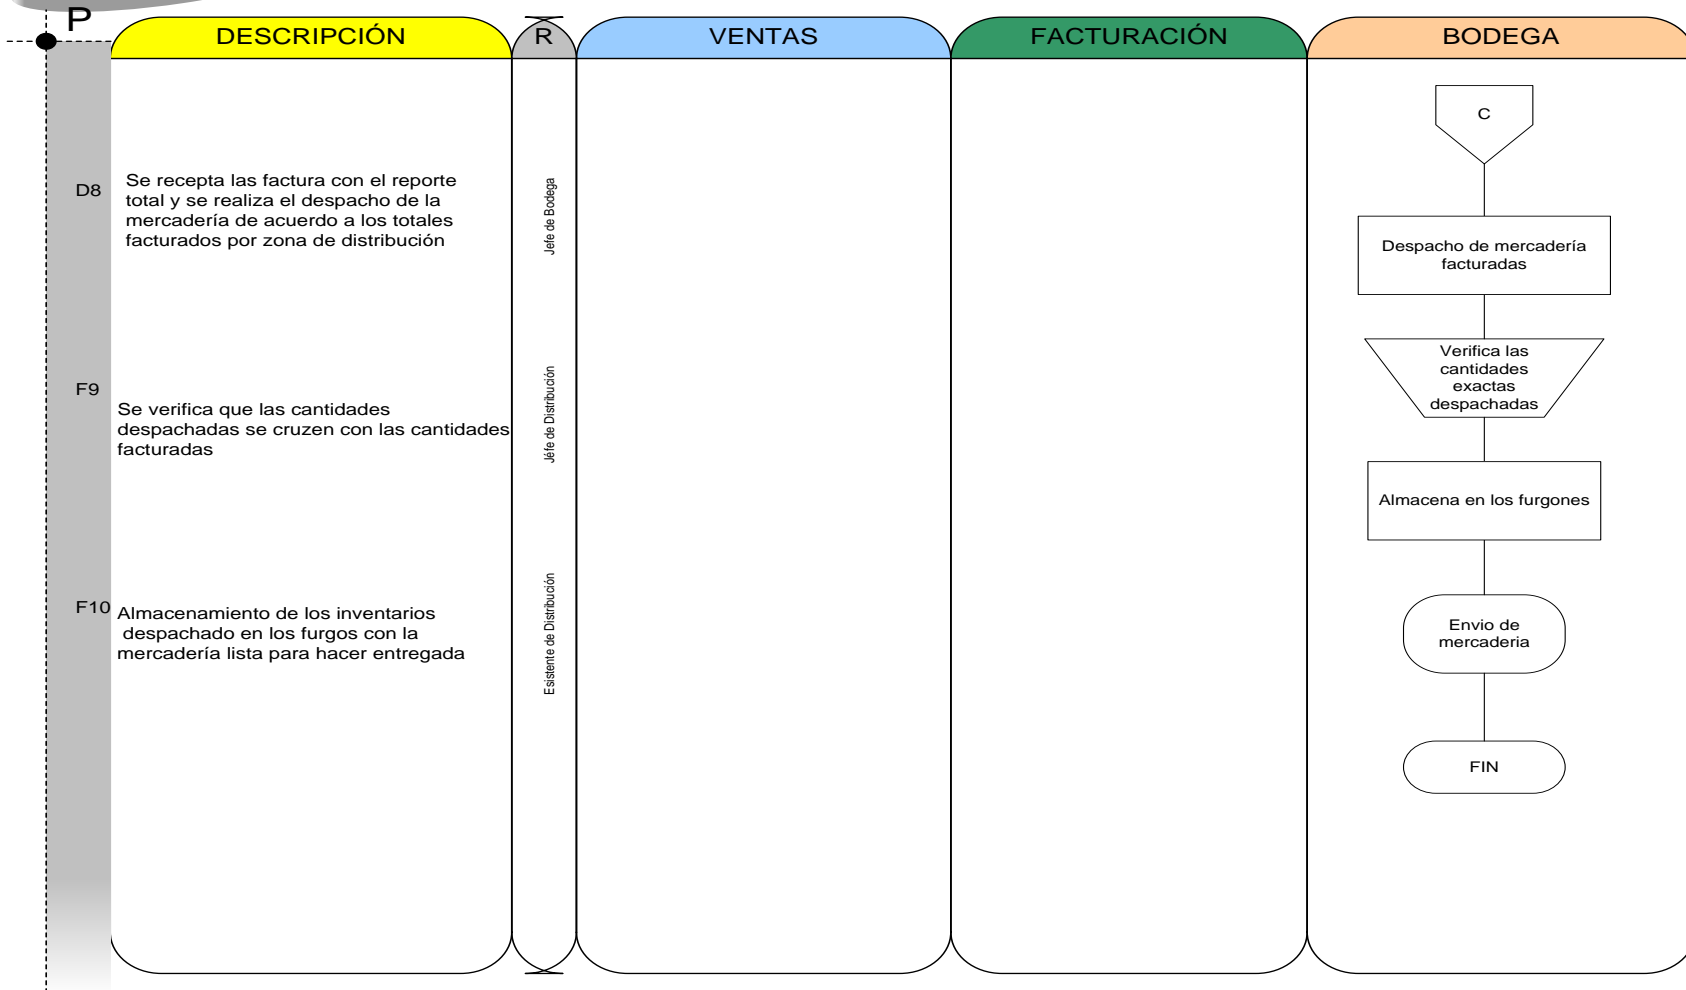 P
DESCRIPCIÓN
R
VENTAS
FACTURACIÓN
BODEGA
C
D8
Se recepta las factura con el reporte
total y se realiza el despacho de la
mercadería de acuerdo a los totales
facturados por zona de distribución
Jefe de Bodega
Despacho de mercadería
facturadas
F9
Se verifica que las cantidades
despachadas se cruzen con las cantidades
facturadas
Jéfe de Distribución
Verifica las
cantidades
exactas
despachadas
Almacena en los furgones
F10
Almacenamiento de los inventarios
despachado en los furgos con la
mercadería lista para hacer entregada
Esistente de Distribución
Envio de
mercaderia
FIN